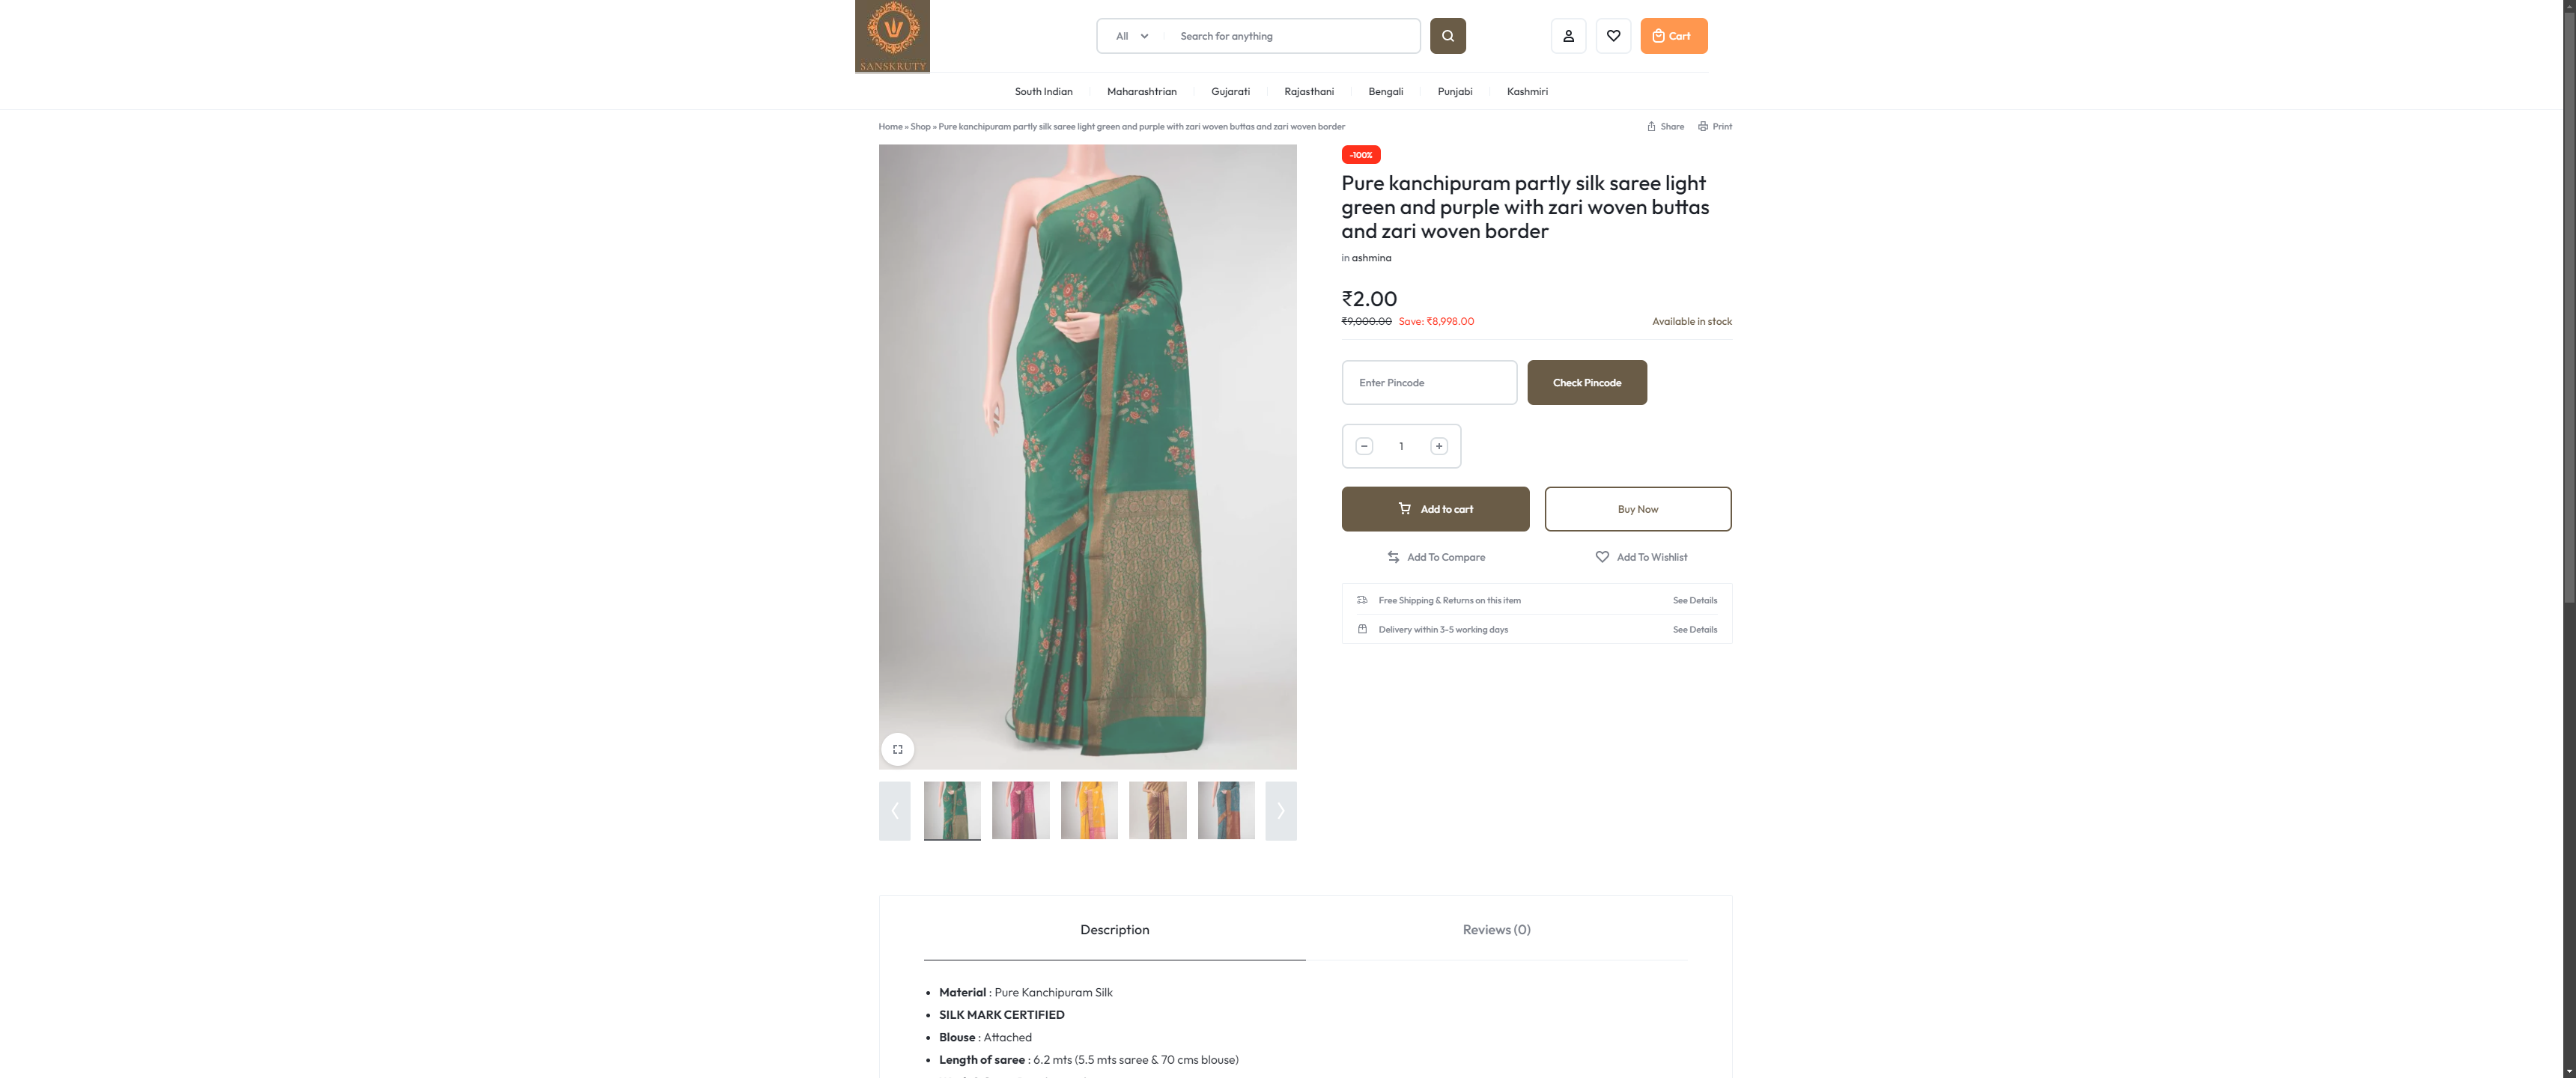 SANSKRUTY
All
Search for anything
Cart
South Indian
Maharashtrian
Gujarati
Rajasthani
Bengali
Punjabi
Kashmiri
Home » Shop » Pure kanchipuram partly silk saree light green and purple with zari woven buttas and zari woven border
Share
Print
-100%
Pure kanchipuram partly silk saree light
green and purple with zari woven buttas
and zari woven border
in ashmina
₹2.00
₹9,000.00 Save: ₹8,998.00
Available in stock
Enter Pincode
Check Pincode
1
Add to cart
Buy Now
Add To Compare
Add To Wishlist
Free Shipping & Returns on this item
See Details
Delivery within 3-5 working days
See Details
Description
Reviews (0)
Material : Pure Kanchipuram Silk
SILK MARK CERTIFIED
Blouse : Attached
Length of saree : 6.2 mts (5.5 mts saree & 70 cms blouse)